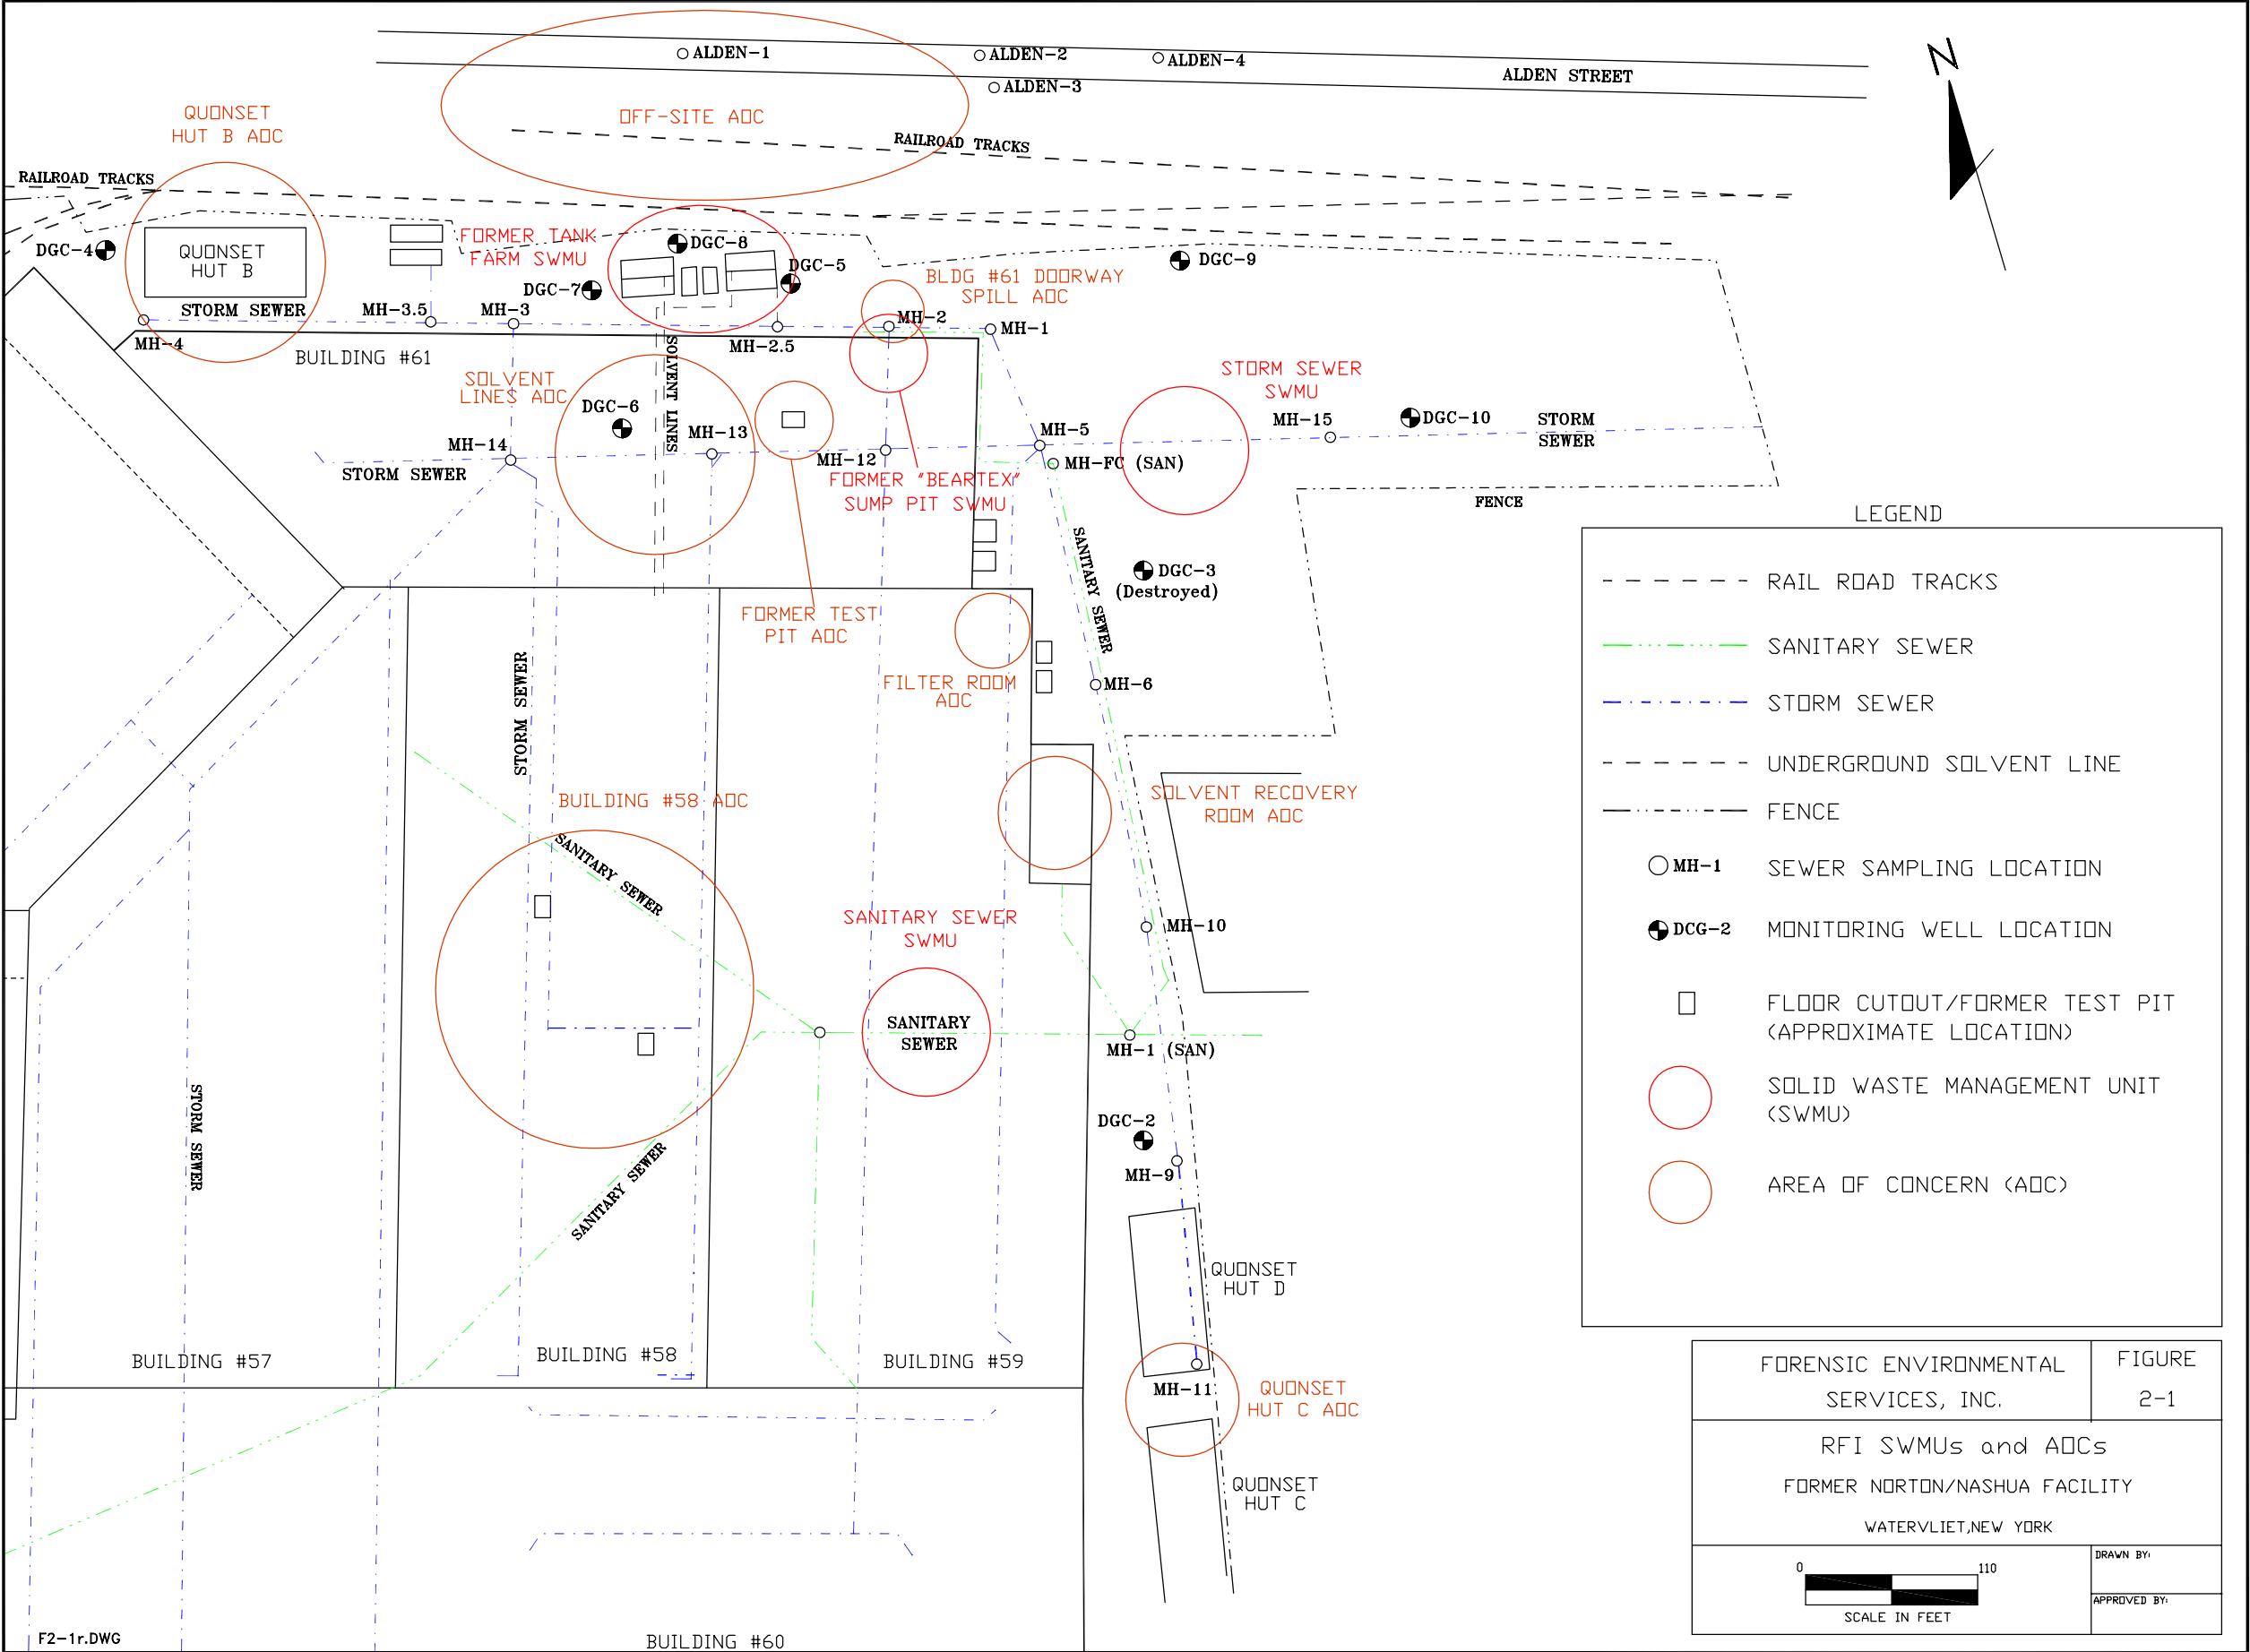 ALDEN-1
ALDEN-2
ALDEN-4
ALDEN-3
ALDEN STREET
N
QUONSET
HUT B AOC
OFF-SITE AOC
RAILROAD TRACKS
RAILROAD TRACKS
DGC-4
QUONSET
HUT B
FORMER TANK
FARM SWMU
DGC-8
DGC-5
DGC-7
DGC-9
BLDG #61 DOORWAY
SPILL AOC
STORM SEWER
MH-3.5
MH-3
MH-2
MH-1
MH-4
MH-2.5
BUILDING #61
SOLVENT LINES
SOLVENT
LINES AOC
DGC-6
MH-13
MH-14
STORM SEWER
MH-12
MH-5
MH-FC (SAN)
STORM SEWER
SWMU
MH-15
DGC-10
STORM
SEWER
FORMER "BEARTEX"
SUMP PIT SWMU
FENCE
SANITARY SEWER
DGC-3
(Destroyed)
FORMER TEST
PIT AOC
FILTER ROOM
AOC
MH-6
STORM SEWER
BUILDING #58 AOC
SOLVENT RECOVERY
ROOM AOC
SANITARY SEWER
SANITARY SEWER
SWMU
MH-10
SANITARY
SEWER
MH-1 (SAN)
STORM SEWER
DGC-2
MH-9
SANITARY SEWER
QUONSET
HUT D
BUILDING #57
BUILDING #58
BUILDING #59
MH-11
QUONSET
HUT C AOC
QUONSET
HUT C
BUILDING #60
F2-1r.DWG
LEGEND
RAIL ROAD TRACKS
SANITARY SEWER
STORM SEWER
UNDERGROUND SOLVENT LINE
FENCE
MH-1 SEWER SAMPLING LOCATION
DCG-2 MONITORING WELL LOCATION
FLOOR CUTOUT/FORMER TEST PIT
(APPROXIMATE LOCATION)
SOLID WASTE MANAGEMENT UNIT
(SWMU)
AREA OF CONCERN (AOC)
FORENSIC ENVIRONMENTAL
SERVICES, INC.
FIGURE
2-1
RFI SWMUs and AOCs
FORMER NORTON/NASHUA FACILITY
WATERVLIET,NEW YORK
0 110
SCALE IN FEET
DRAWN BY:
APPROVED BY: